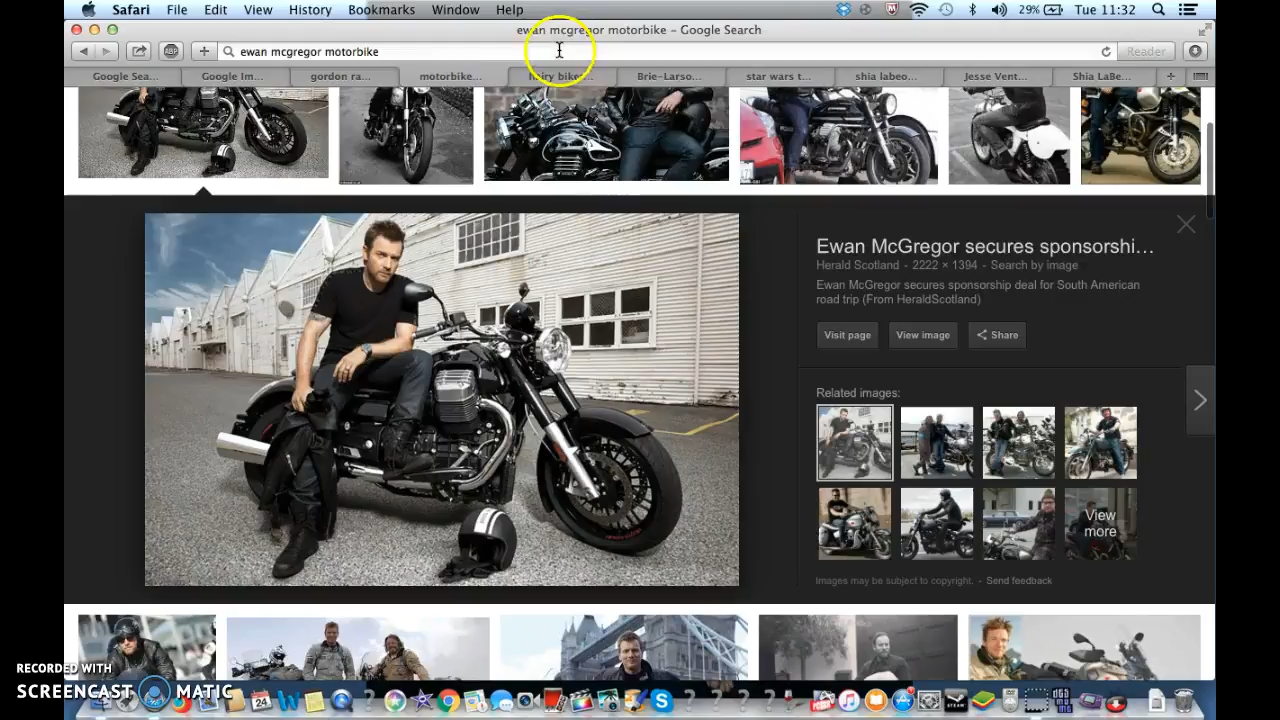 Safari File Edit View History Bookmarks Window Help 29% Tue 11:32
ewan mcgregor motorbike – Google Search
ABP + ewan mcgregor motorbike Reader
Google Sea... Google Im... gordon ra... motorbike... hairy bike... Brie-Larso... star wars t... shia labeo... Jesse Vent... Shia LaBe... +
Ewan McGregor secures sponsorshi...
Herald Scotland - 2222 × 1394 - Search by image
Ewan McGregor secures sponsorship deal for South American
road trip (From HeraldScotland)
Visit page View image Share
Related images:
View
more
Images may be subject to copyright. - Send feedback
RECORDED WITH
SCREENCAST MATIC